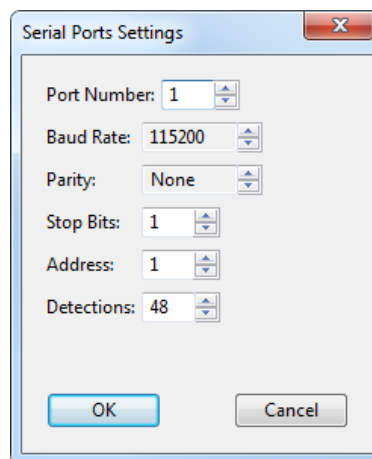 Serial Ports Settings
Port Number: 1
Baud Rate: 115200
Parity: None
Stop Bits: 1
Address: 1
Detections: 48
OK Cancel